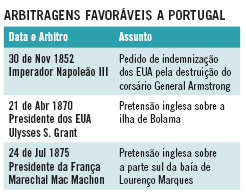 ARBITRAGENS FAVORÁVEIS A PORTUGAL
Data e Arbitro
Assunto
30 de Nov 1852
Imperador Napoleão III
Pedido de indemnização
dos EUA pela destruição do
corsário General Armstrong
21 de Abr 1870
Presidente dos EUA
Ulysses S. Grant
Pretensão inglesa sobre a
ilha de Bolama
24 de Jul 1875
Presidente da França
Marechal Mac Machon
Pretensão inglesa sobre
a parte sul da baía de
Lourenço Marques